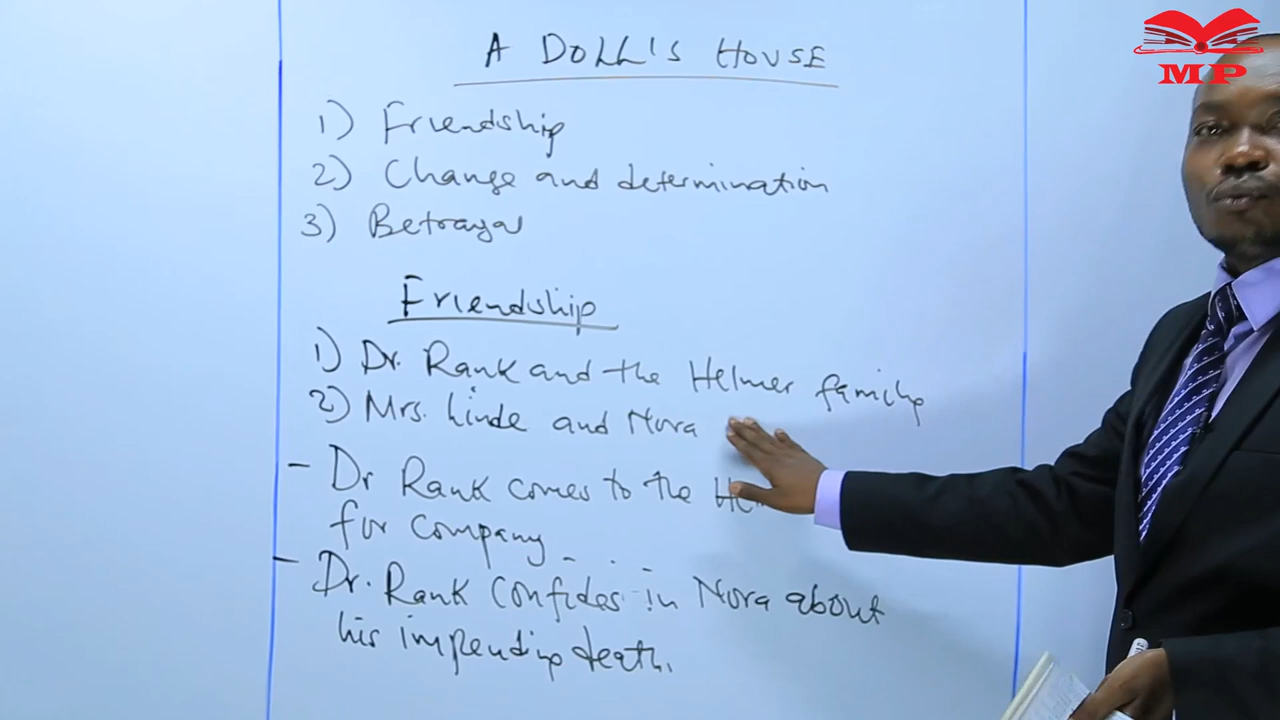 MP
A DOLL'S HOUSE
1) Friendship
2) Change and determination
3) Betrayal
Friendship
1) Dr. Rank and the Helmer family
2) Mrs. Linde and Nora
- Dr Rank comes to the
for company
- Dr. Rank confides in Nora about
his impending death.